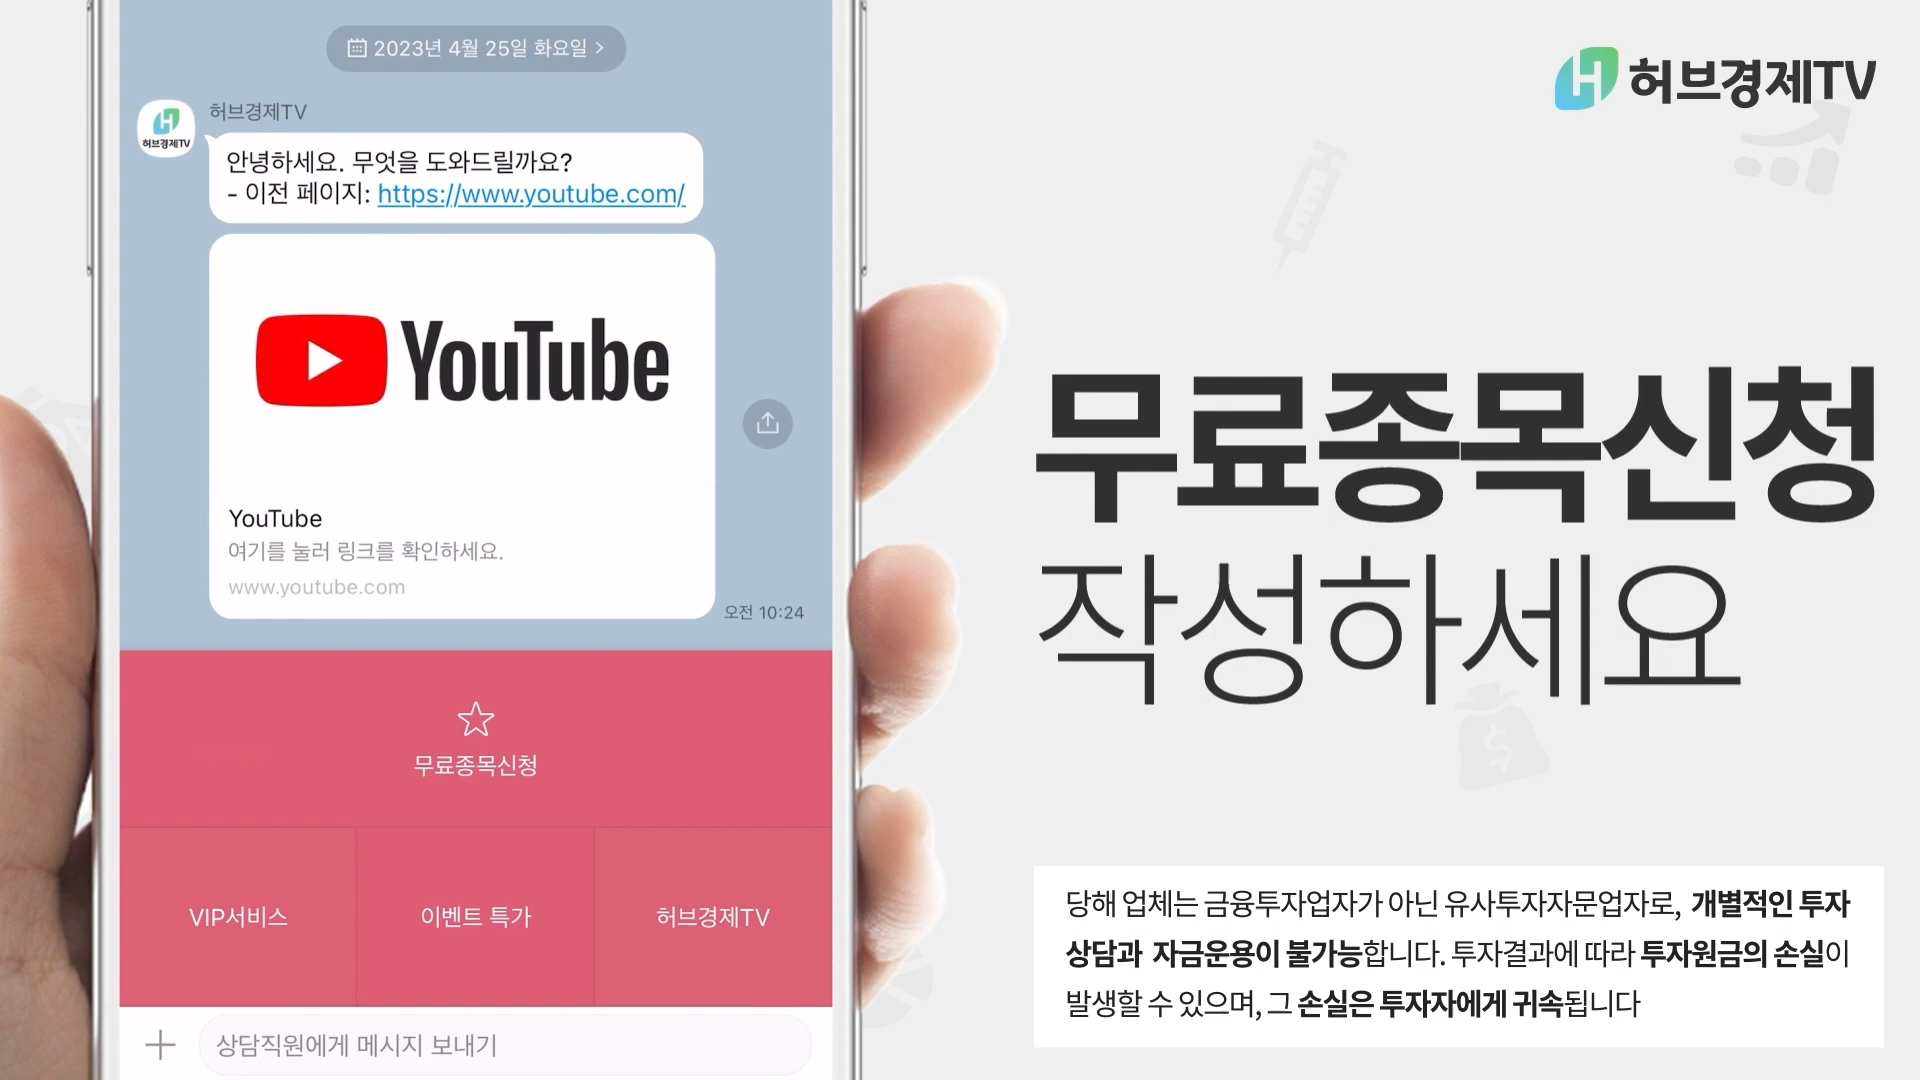 2023년 4월 25일 화요일 >
허브경제TV
허브경제TV
안녕하세요. 무엇을 도와드릴까요?
- 이전 페이지: https://www.youtube.com/
YouTube
YouTube
여기를 눌러 링크를 확인하세요.
www.youtube.com
오전 10:24
무료종목신청
VIP서비스
이벤트 특가
허브경제TV
상담직원에게 메시지 보내기
허브경제TV
무료종목신청
작성하세요
당해 업체는 금융투자업자가 아닌 유사투자자문업자로, 개별적인 투자
상담과 자금운용이 불가능합니다. 투자결과에 따라 투자원금의 손실이
발생할 수 있으며, 그 손실은 투자자에게 귀속됩니다